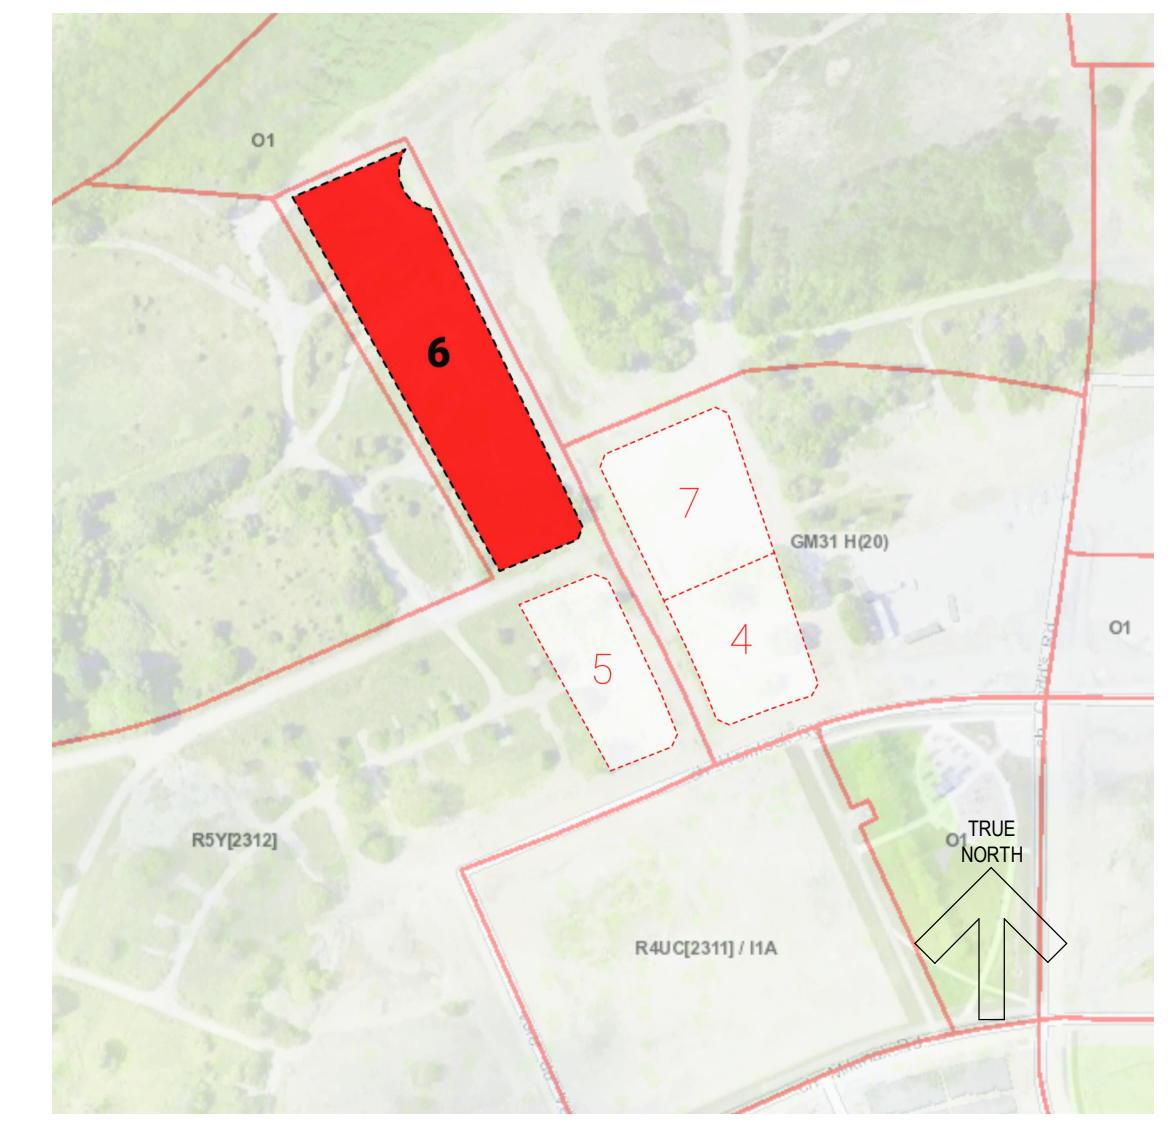 O1
6
7
GM31 H(20)
O1
4
5
R5Y[2312]
O1
TRUE
NORTH
R4UC[2311] / I1A